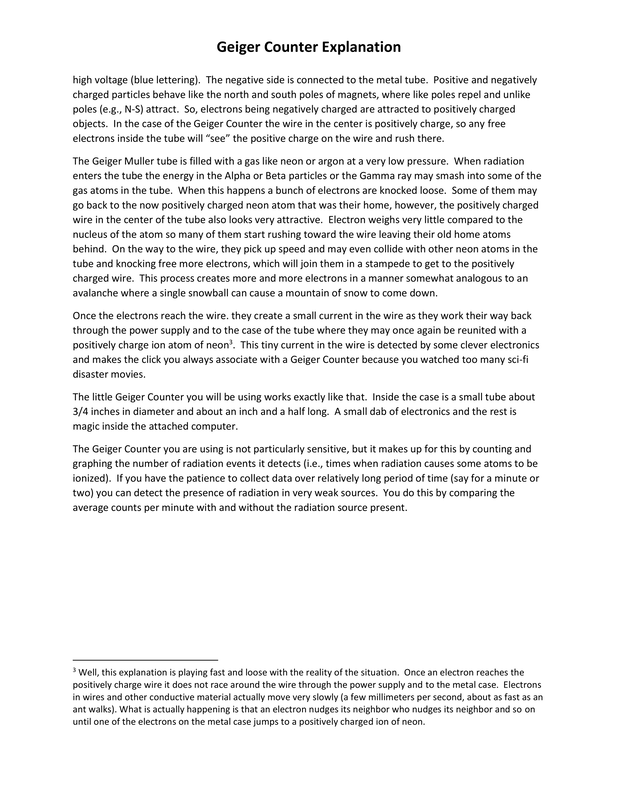 Geiger Counter Explanation
high voltage (blue lettering).  The negative side is connected to the metal tube.  Positive and negatively
charged particles behave like the north and south poles of magnets, where like poles repel and unlike
poles (e.g., N-S) attract.  So, electrons being negatively charged are attracted to positively charged
objects.  In the case of the Geiger Counter the wire in the center is positively charge, so any free
electrons inside the tube will “see” the positive charge on the wire and rush there.
The Geiger Muller tube is filled with a gas like neon or argon at a very low pressure.  When radiation
enters the tube the energy in the Alpha or Beta particles or the Gamma ray may smash into some of the
gas atoms in the tube.  When this happens a bunch of electrons are knocked loose.  Some of them may
go back to the now positively charged neon atom that was their home, however, the positively charged
wire in the center of the tube also looks very attractive.  Electron weighs very little compared to the
nucleus of the atom so many of them start rushing toward the wire leaving their old home atoms
behind.  On the way to the wire, they pick up speed and may even collide with other neon atoms in the
tube and knocking free more electrons, which will join them in a stampede to get to the positively
charged wire.  This process creates more and more electrons in a manner somewhat analogous to an
avalanche where a single snowball can cause a mountain of snow to come down.
Once the electrons reach the wire. they create a small current in the wire as they work their way back
through the power supply and to the case of the tube where they may once again be reunited with a
positively charge ion atom of neon³.  This tiny current in the wire is detected by some clever electronics
and makes the click you always associate with a Geiger Counter because you watched too many sci-fi
disaster movies.
The little Geiger Counter you will be using works exactly like that.  Inside the case is a small tube about
3/4 inches in diameter and about an inch and a half long.  A small dab of electronics and the rest is
magic inside the attached computer.
The Geiger Counter you are using is not particularly sensitive, but it makes up for this by counting and
graphing the number of radiation events it detects (i.e., times when radiation causes some atoms to be
ionized).  If you have the patience to collect data over relatively long period of time (say for a minute or
two) you can detect the presence of radiation in very weak sources.  You do this by comparing the
average counts per minute with and without the radiation source present.
³ Well, this explanation is playing fast and loose with the reality of the situation.  Once an electron reaches the
positively charge wire it does not race around the wire through the power supply and to the metal case.  Electrons
in wires and other conductive material actually move very slowly (a few millimeters per second, about as fast as an
ant walks). What is actually happening is that an electron nudges its neighbor who nudges its neighbor and so on
until one of the electrons on the metal case jumps to a positively charged ion of neon.